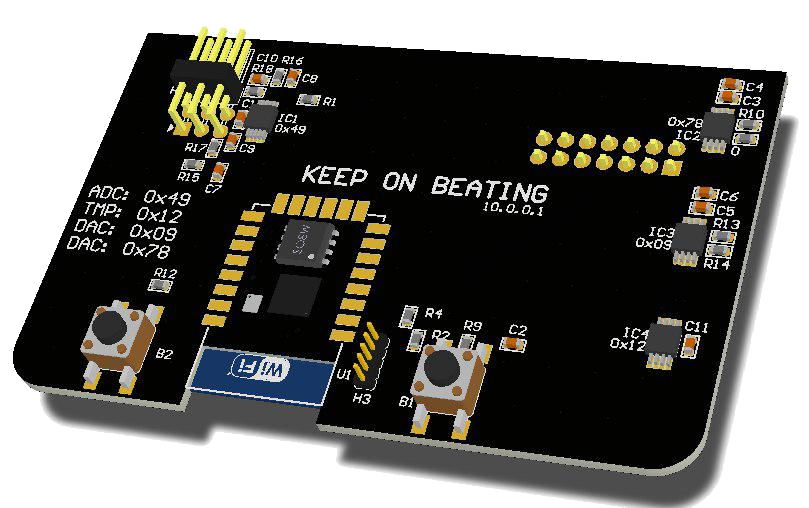 C10 R16
R18
C8
R1
IC1
0x49
R17
C9
R15
C7
C4
C3
R10
0x78
IC2
0
KEEP ON BEATING
10.0.0.1
ADC: 0x49
TMP: 0x12
DAC: 0x09
DAC: 0x78
C6
C5
R13
IC3
0x09
R14
R12
B2
WiFi
U1
H3
R4
R2
R9
C2
B1
IC4
0x12
C11